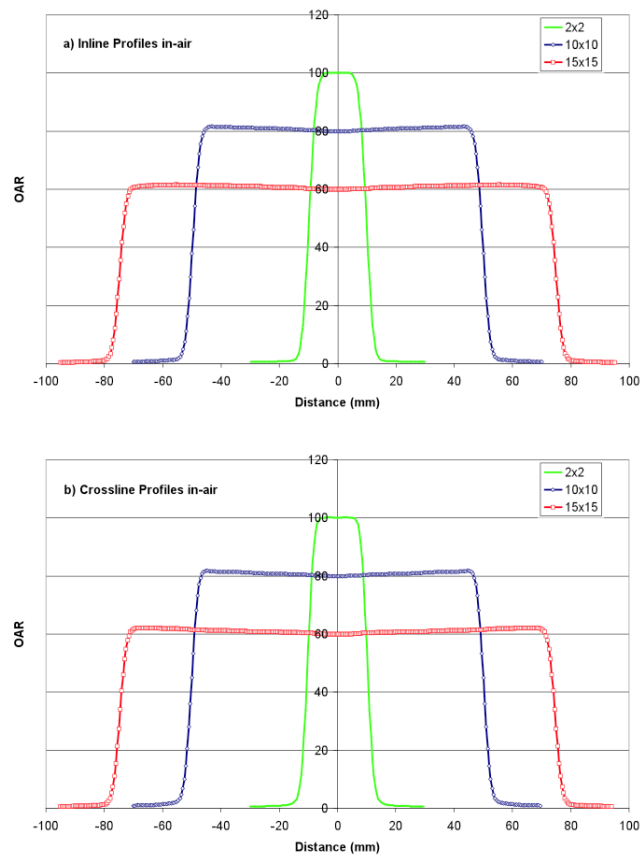 120
a) Inline Profiles in-air
2x2
10x10
15x15
100
80
60
40
20
0
OAR
-100 -80 -60 -40 -20 0 20 40 60 80 100
Distance (mm)
120
b) Crossline Profiles in-air
2x2
10x10
15x15
100
80
60
40
20
0
OAR
-100 -80 -60 -40 -20 0 20 40 60 80 100
Distance (mm)